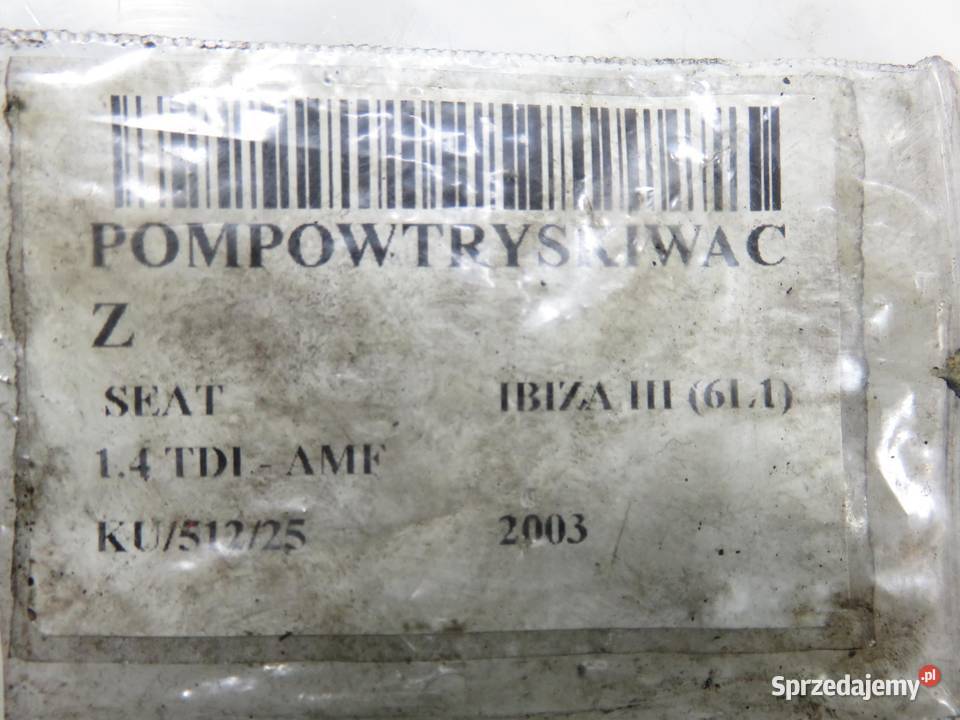 POMPOWTRYSKIWAC
Z
SEAT IBIZA III (6L1)
1.4 TDI - AMF
KU/512/25 2003
Sprzedajemy.pl